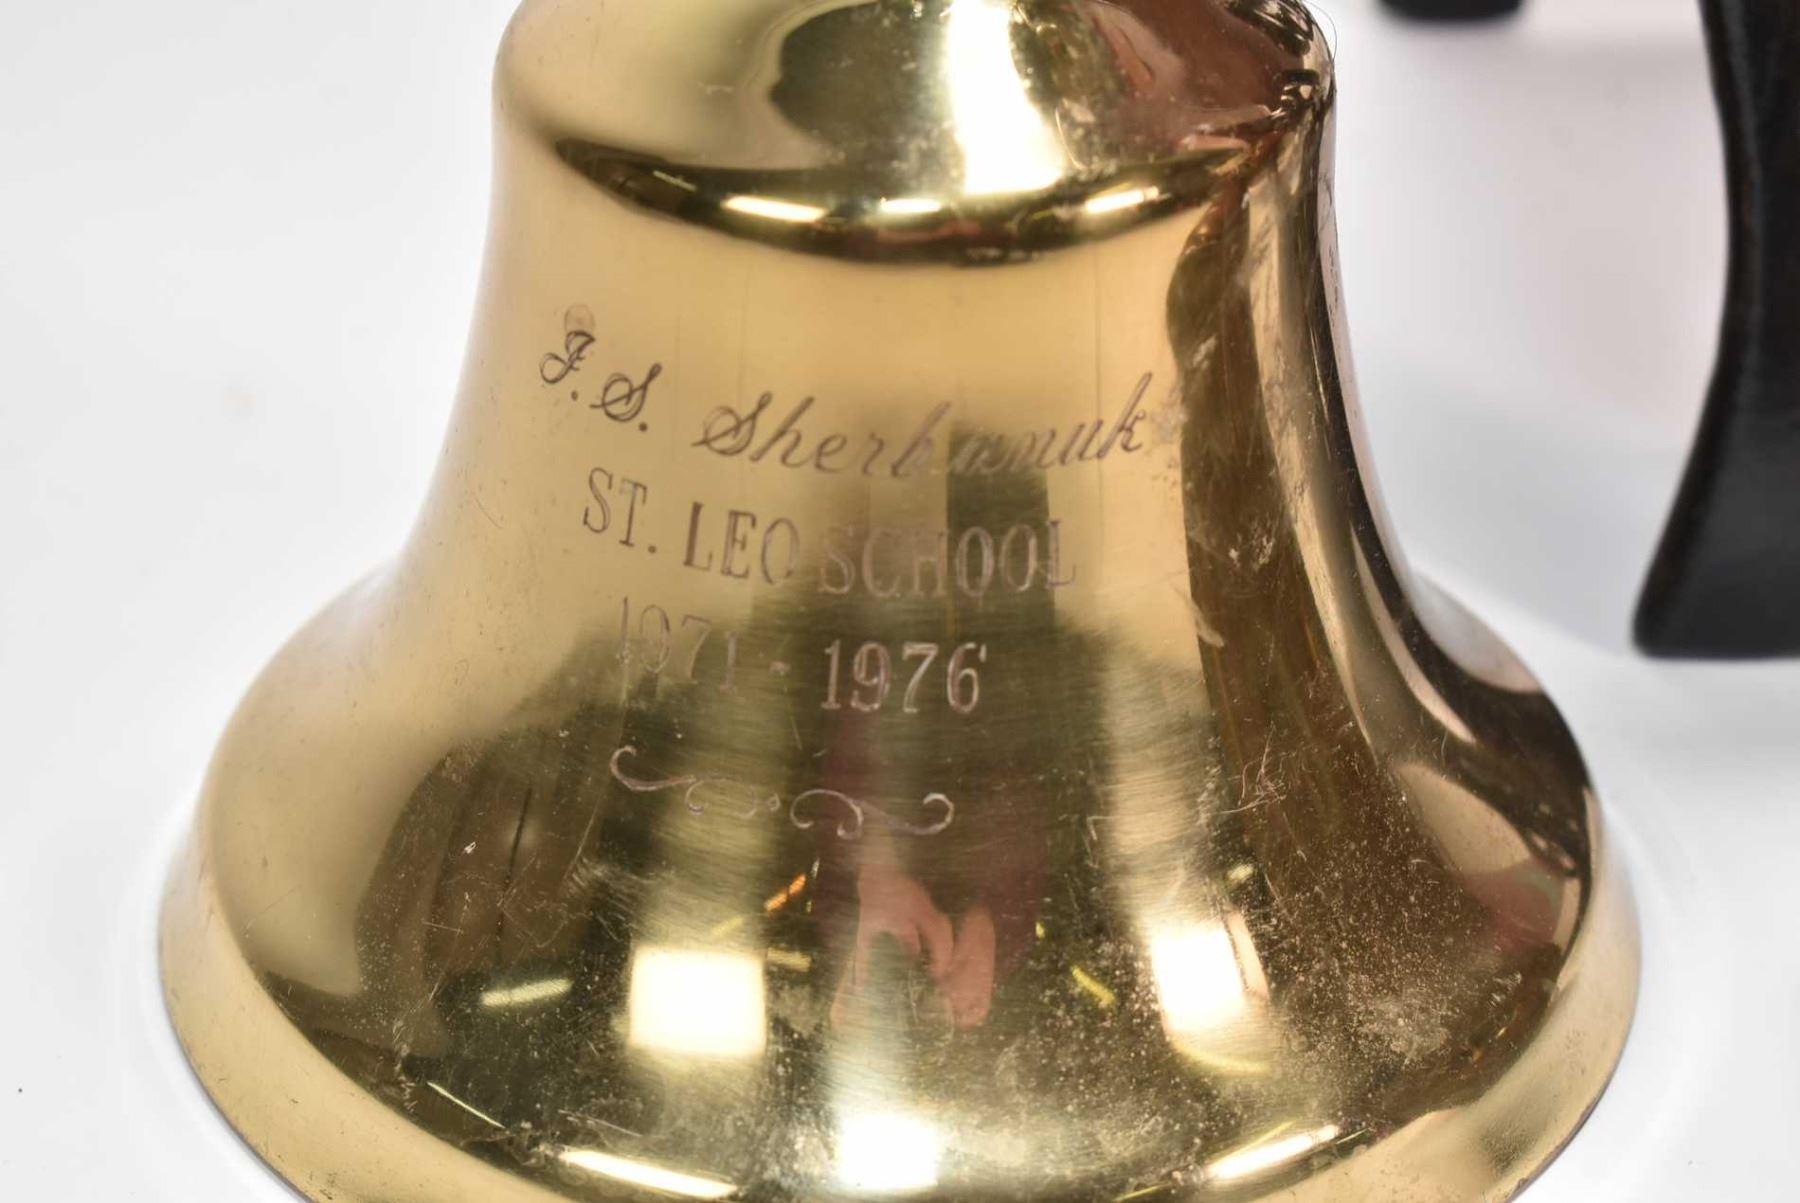 J. S. Sherbanuk
ST. LEO SCHOOL
1971 - 1976